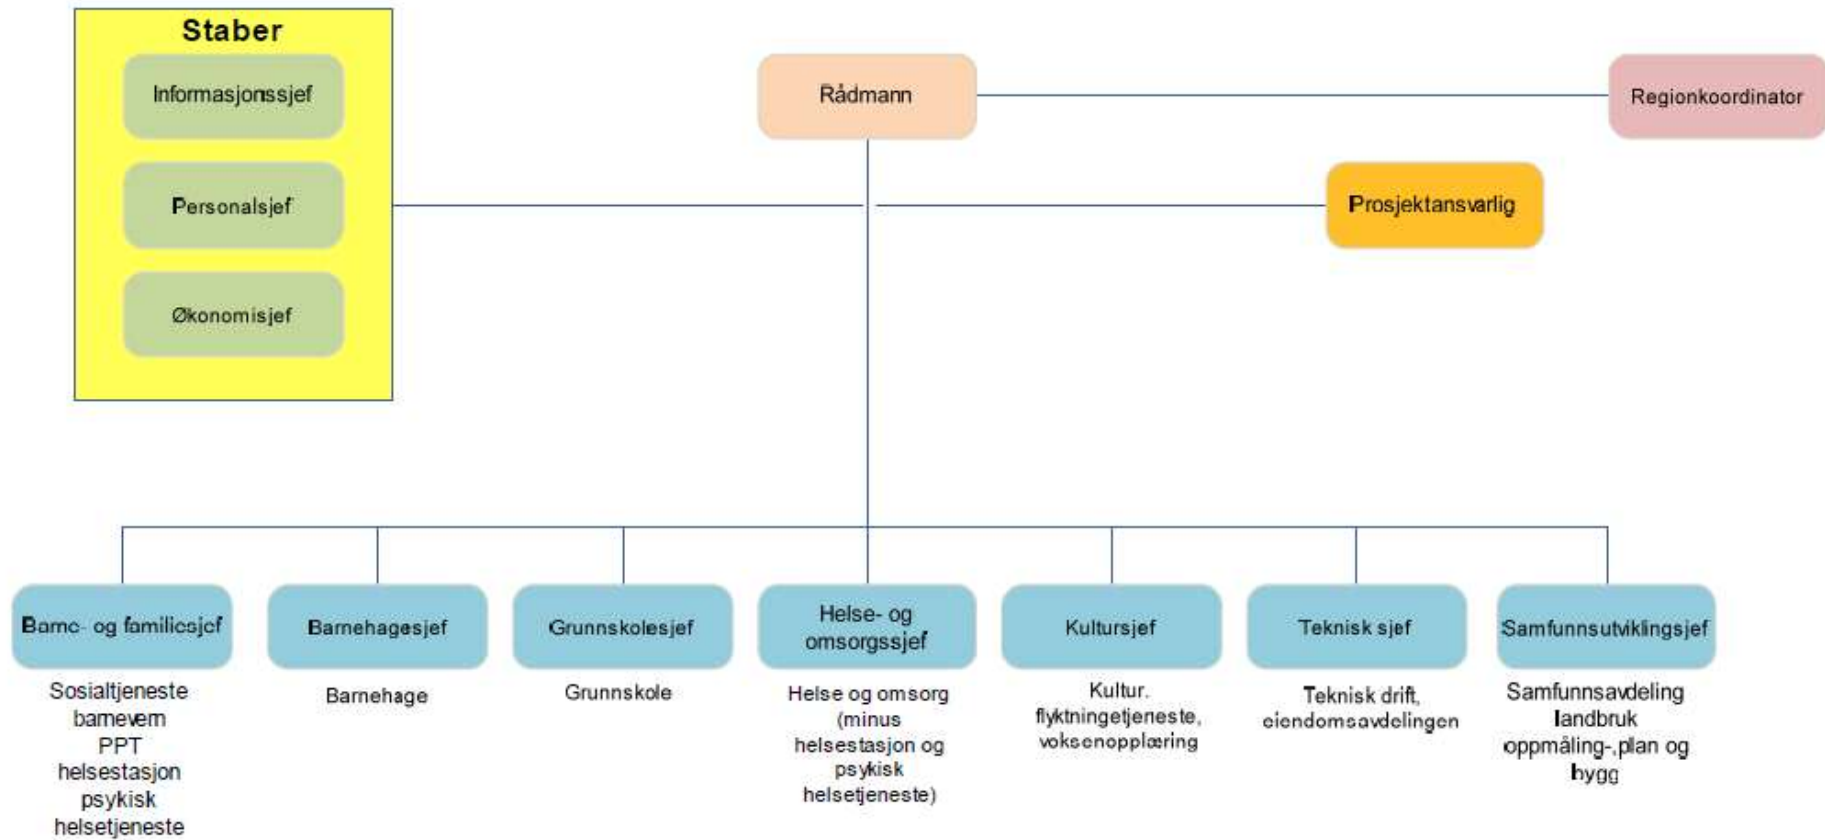 Staber
Informasjonssjef
Rådmann
Regionkoordinator
Personalsjef
Prosjektansvarlig
Økonomisjef
Barne- og familiesjef
Barnehagesjef
Grunnskolesjef
Helse- og
omsorgssjef
Kultursjef
Teknisk sjef
Samfunnsutviklingsjef
Sosialtjeneste
barnevern
PPT
helsestasjon
psykisk
helsetjeneste
Barnehage
Grunnskole
Helse og omsorg
(minus
helsestasjon og
psykisk
helsetjeneste)
Kultur.
flyktningetjeneste,
voksenopplæring
Teknisk drift,
eiendomsavdelingen
Samfunnsavdeling
landbruk
oppmåling-,plan og
bygg